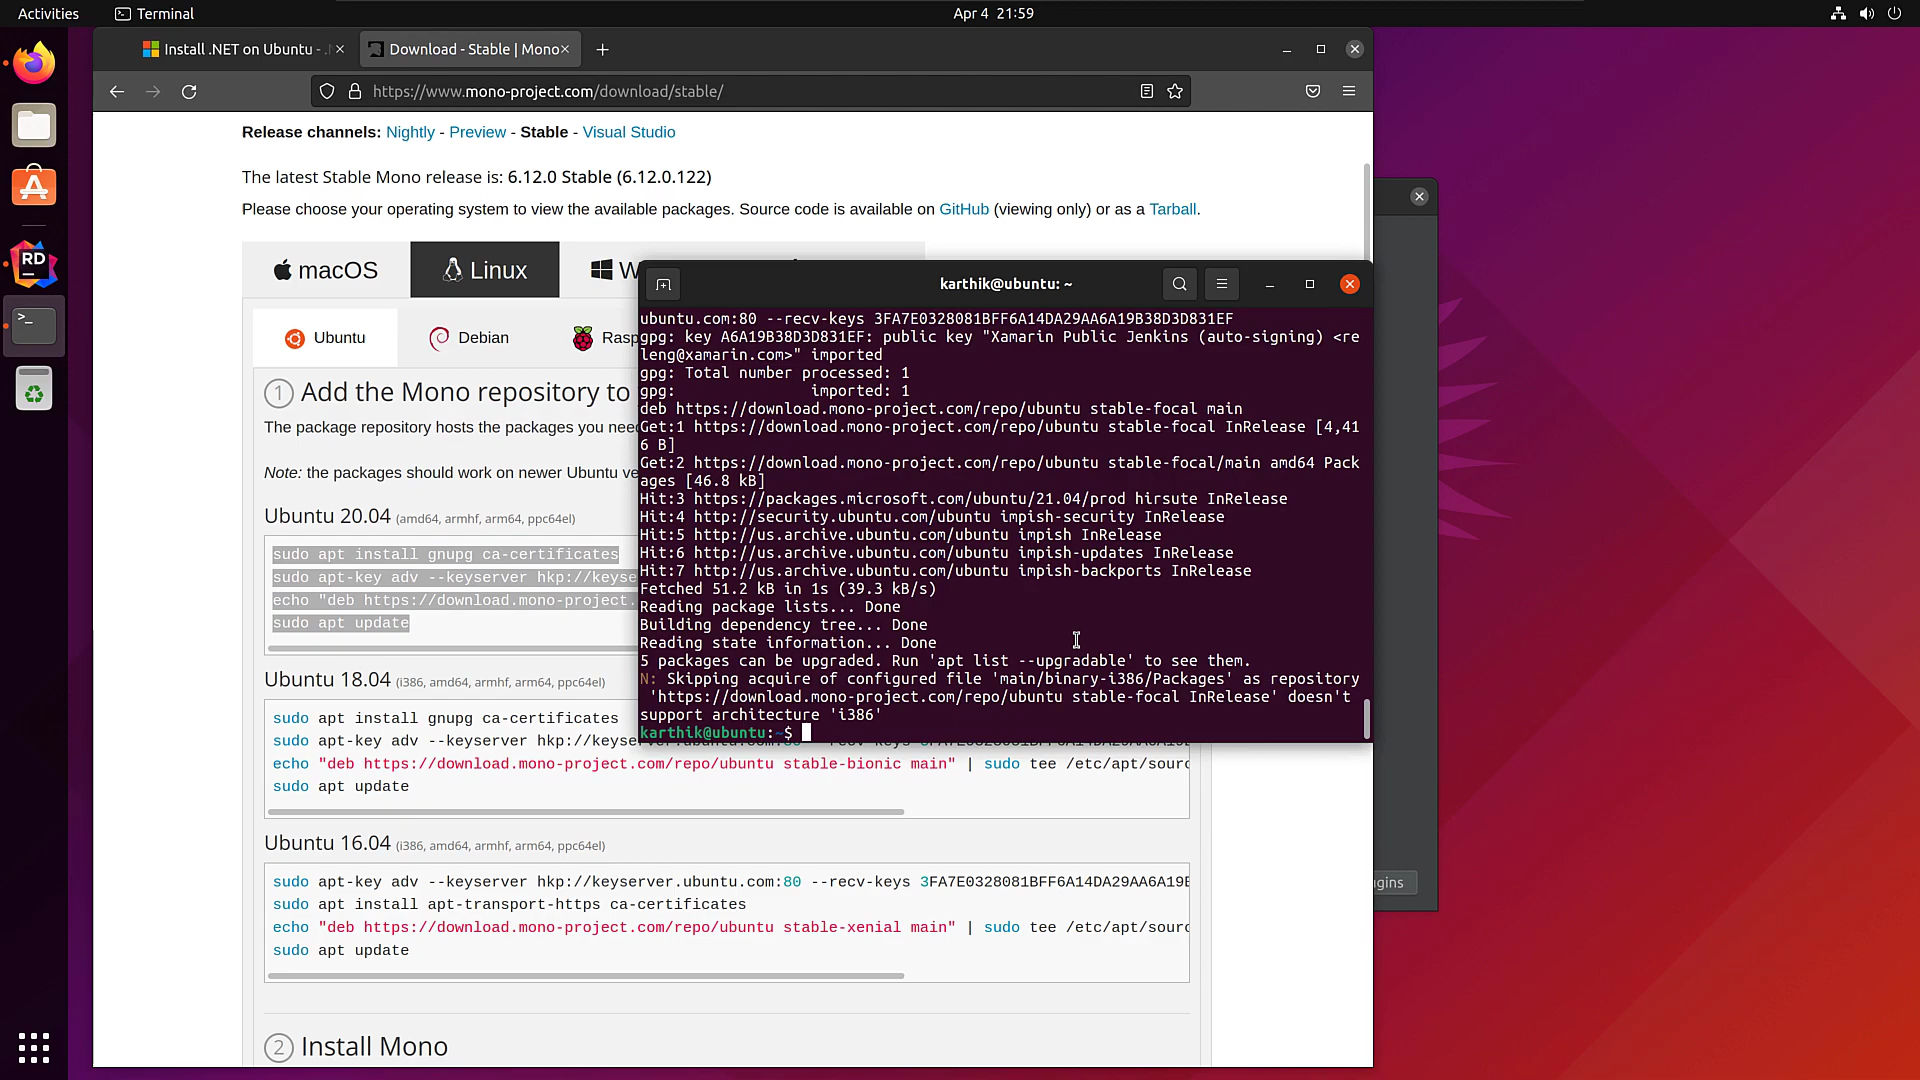 Activities
Terminal
Apr 4 21:59
Install .NET on Ubuntu - .
Download - Stable | Mono
https://www.mono-project.com/download/stable/
Release channels: Nightly - Preview - Stable - Visual Studio
The latest Stable Mono release is: 6.12.0 Stable (6.12.0.122)
Please choose your operating system to view the available packages. Source code is available on GitHub (viewing only) or as a Tarball.
macOS
Linux
W
Ubuntu
Debian
Rasp
1 Add the Mono repository to
The package repository hosts the packages you nee
Note: the packages should work on newer Ubuntu ve
Ubuntu 20.04 (amd64, armhf, arm64, ppc64el)
sudo apt install gnupg ca-certificates
sudo apt-key adv --keyserver hkp://keyse
echo "deb https://download.mono-project.
sudo apt update
Ubuntu 18.04 (i386, amd64, armhf, arm64, ppc64el)
sudo apt install gnupg ca-certificates
sudo apt-key adv --keyserver hkp://keyserver.ubuntu.com:80 --recv-keys 3FA7E0328081BFF6A14DA29AA6A19B
echo "deb https://download.mono-project.com/repo/ubuntu stable-bionic main" | sudo tee /etc/apt/sourc
sudo apt update
Ubuntu 16.04 (i386, amd64, armhf, arm64, ppc64el)
sudo apt-key adv --keyserver hkp://keyserver.ubuntu.com:80 --recv-keys 3FA7E0328081BFF6A14DA29AA6A19E
sudo apt install apt-transport-https ca-certificates
echo "deb https://download.mono-project.com/repo/ubuntu stable-xenial main" | sudo tee /etc/apt/sourc
sudo apt update
2 Install Mono
karthik@ubuntu: ~
ubuntu.com:80 --recv-keys 3FA7E0328081BFF6A14DA29AA6A19B38D3D831EF
gpg: key A6A19B38D3D831EF: public key "Xamarin Public Jenkins (auto-signing) <re
leng@xamarin.com>" imported
gpg: Total number processed: 1
gpg:               imported: 1
deb https://download.mono-project.com/repo/ubuntu stable-focal main
Get:1 https://download.mono-project.com/repo/ubuntu stable-focal InRelease [4,41
6 B]
Get:2 https://download.mono-project.com/repo/ubuntu stable-focal/main amd64 Pack
ages [46.8 kB]
Hit:3 https://packages.microsoft.com/ubuntu/21.04/prod hirsute InRelease
Hit:4 http://security.ubuntu.com/ubuntu impish-security InRelease
Hit:5 http://us.archive.ubuntu.com/ubuntu impish InRelease
Hit:6 http://us.archive.ubuntu.com/ubuntu impish-updates InRelease
Hit:7 http://us.archive.ubuntu.com/ubuntu impish-backports InRelease
Fetched 51.2 kB in 1s (39.3 kB/s)
Reading package lists... Done
Building dependency tree... Done
Reading state information... Done
5 packages can be upgraded. Run 'apt list --upgradable' to see them.
N: Skipping acquire of configured file 'main/binary-i386/Packages' as repository
'https://download.mono-project.com/repo/ubuntu stable-focal InRelease' doesn't
support architecture 'i386'
karthik@ubuntu:~$
RD
gins